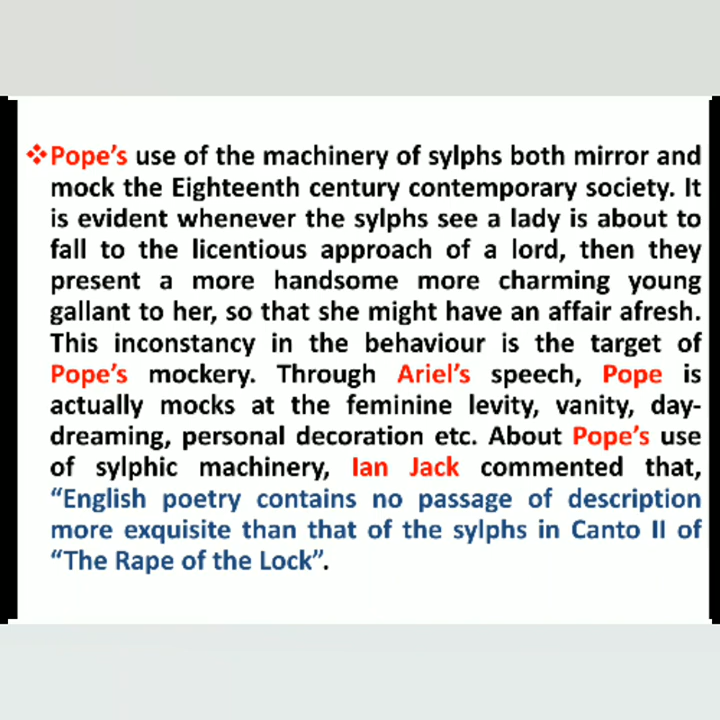 ❖Pope's use of the machinery of sylphs both mirror and
mock the Eighteenth century contemporary society. It
is evident whenever the sylphs see a lady is about to
fall to the licentious approach of a lord, then they
present a more handsome more charming young
gallant to her, so that she might have an affair afresh.
This inconstancy in the behaviour is the target of
Pope's mockery. Through Ariel's speech, Pope is
actually mocks at the feminine levity, vanity, day-
dreaming, personal decoration etc. About Pope's use
of sylphic machinery, Ian Jack commented that,
“English poetry contains no passage of description
more exquisite than that of the sylphs in Canto II of
“The Rape of the Lock”.